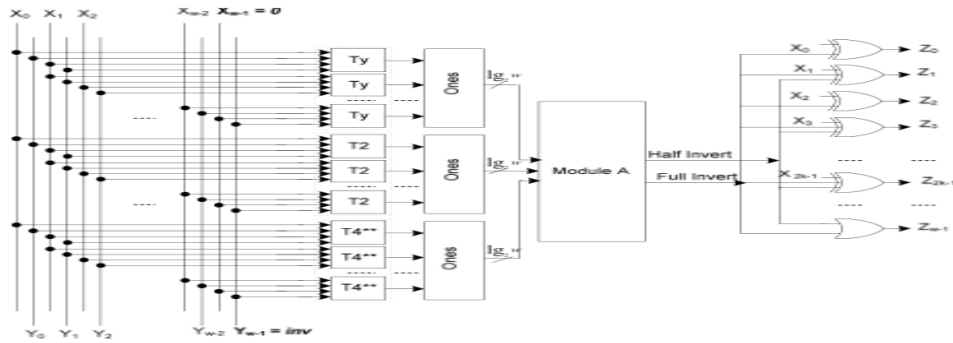 X0 X1 X2 Xw-2 Xw-1 = 0
Ty
Ty
Ty
Ones
T2
T2
T2
Ones
T4**
T4**
T4**
Ones
Module A
Half Invert
Full Invert
X0 Z0
X1 Z1
X2 Z2
X3 Z3
X2k-1 Z2k-1
Zw-1
Y0 Y1 Y2 Yw-2 Yw-1 = inv